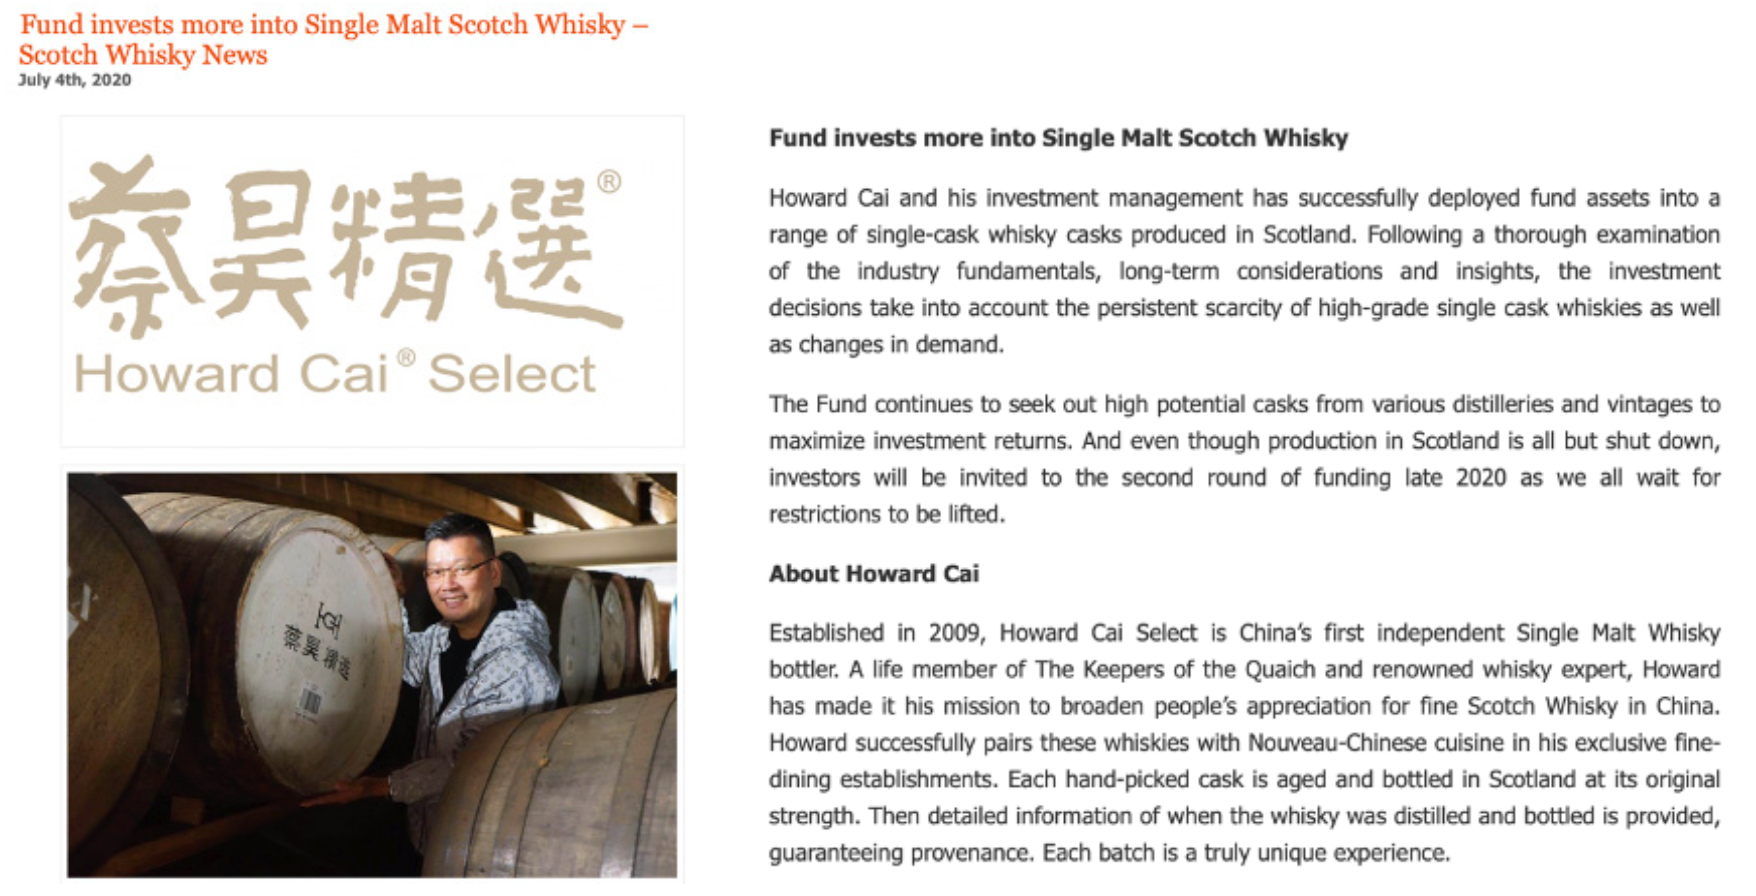 Fund invests more into Single Malt Scotch Whisky –
Scotch Whisky News
July 4th, 2020
蔡昊精選®
Howard Cai® Select
蔡昊精選
Fund invests more into Single Malt Scotch Whisky
Howard Cai and his investment management has successfully deployed fund assets into a
range of single-cask whisky casks produced in Scotland. Following a thorough examination
of the industry fundamentals, long-term considerations and insights, the investment
decisions take into account the persistent scarcity of high-grade single cask whiskies as well
as changes in demand.
The Fund continues to seek out high potential casks from various distilleries and vintages to
maximize investment returns. And even though production in Scotland is all but shut down,
investors will be invited to the second round of funding late 2020 as we all wait for
restrictions to be lifted.
About Howard Cai
Established in 2009, Howard Cai Select is China’s first independent Single Malt Whisky
bottler. A life member of The Keepers of the Quaich and renowned whisky expert, Howard
has made it his mission to broaden people’s appreciation for fine Scotch Whisky in China.
Howard successfully pairs these whiskies with Nouveau-Chinese cuisine in his exclusive fine-
dining establishments. Each hand-picked cask is aged and bottled in Scotland at its original
strength. Then detailed information of when the whisky was distilled and bottled is provided,
guaranteeing provenance. Each batch is a truly unique experience.